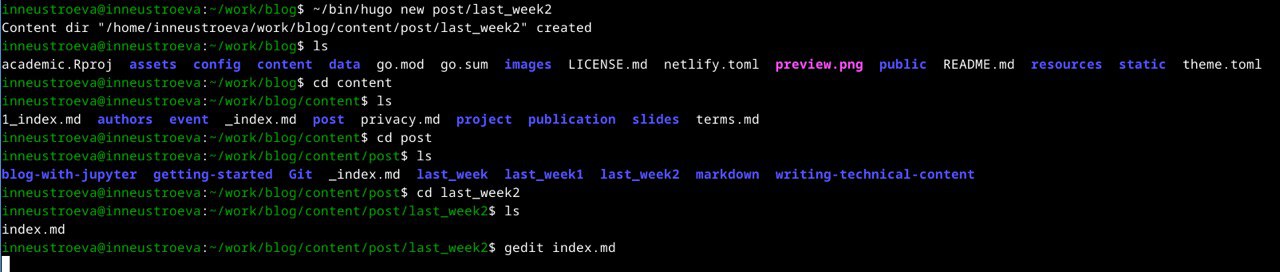 inneustroeva@inneustroeva:~/work/blog$ ~/bin/hugo new post/last_week2
Content dir "/home/inneustroeva/work/blog/content/post/last_week2" created
inneustroeva@inneustroeva:~/work/blog$ ls
academic.Rproj  assets  config  content  data  go.mod  go.sum  images  LICENSE.md  netlify.toml  preview.png  public  README.md  resources  static  theme.toml
inneustroeva@inneustroeva:~/work/blog$ cd content
inneustroeva@inneustroeva:~/work/blog/content$ ls
1_index.md  authors  event  _index.md  post  privacy.md  project  publication  slides  terms.md
inneustroeva@inneustroeva:~/work/blog/content$ cd post
inneustroeva@inneustroeva:~/work/blog/content/post$ ls
blog-with-jupyter  getting-started  Git  _index.md  last_week  last_week1  last_week2  markdown  writing-technical-content
inneustroeva@inneustroeva:~/work/blog/content/post$ cd last_week2
inneustroeva@inneustroeva:~/work/blog/content/post/last_week2$ ls
index.md
inneustroeva@inneustroeva:~/work/blog/content/post/last_week2$ gedit index.md